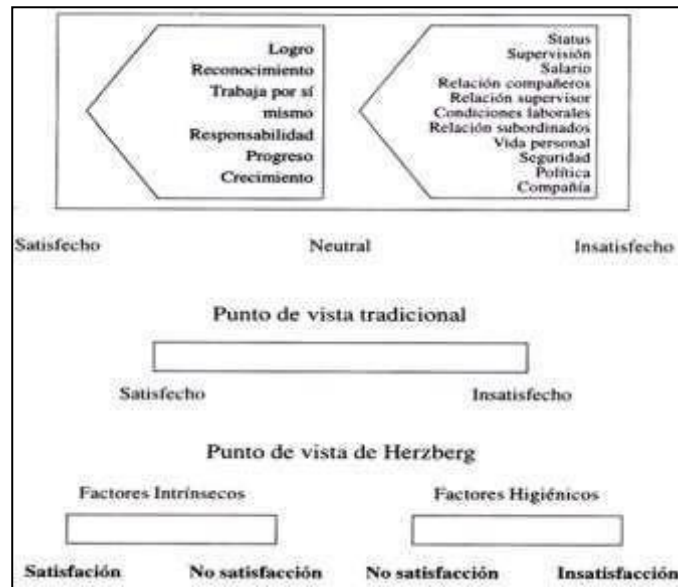 Logro
Reconocimiento
Trabaja por sí
mismo
Responsabilidad
Progreso
Crecimiento
Status
Supervisión
Salario
Relación compañeros
Relación supervisor
Condiciones laborales
Relación subordinados
Vida personal
Seguridad
Política
Compañía
Satisfecho Neutral Insatisfecho
Punto de vista tradicional
Satisfecho Insatisfecho
Punto de vista de Herzberg
Factores Intrínsecos Factores Higiénicos
Satisfación No satisfacción No satisfacción Insatisfacción